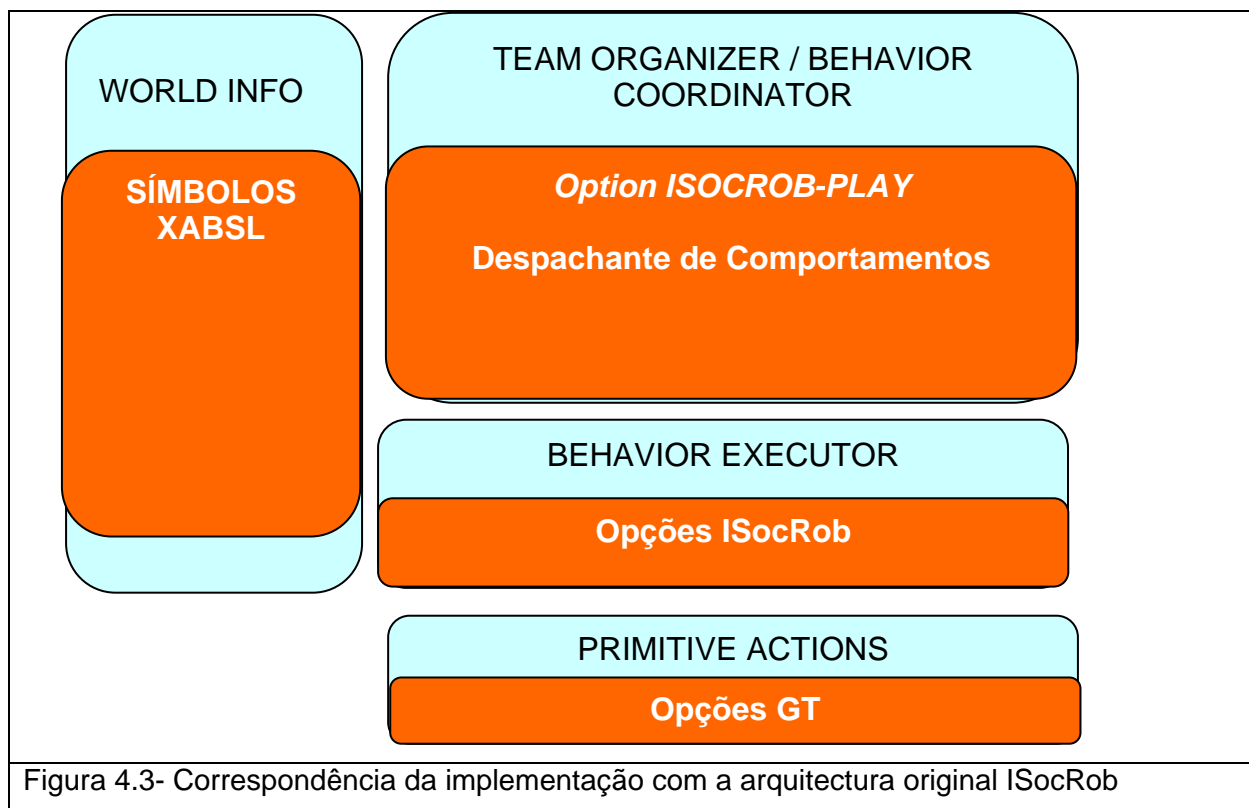 WORLD INFO
SÍMBOLOS
XABSL
TEAM ORGANIZER / BEHAVIOR
COORDINATOR
Option ISOCROB-PLAY
Despachante de Comportamentos
BEHAVIOR EXECUTOR
Opções ISocRob
PRIMITIVE ACTIONS
Opções GT
Figura 4.3- Correspondência da implementação com a arquitectura original ISocRob